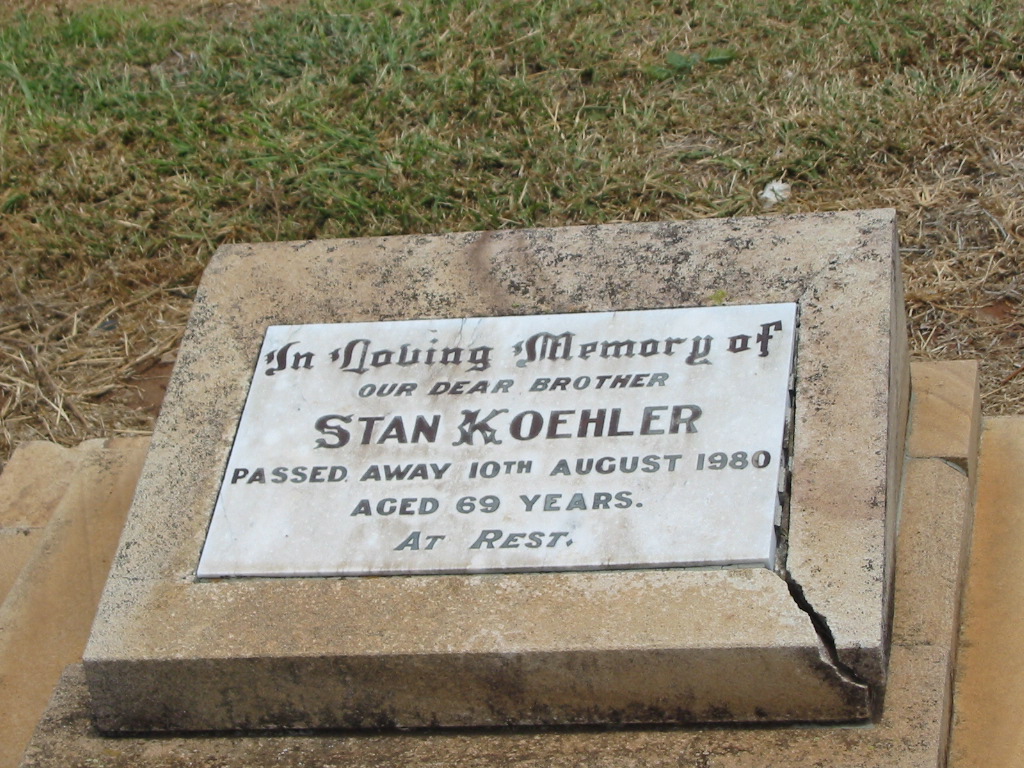 In Loving Memory of
OUR DEAR BROTHER
STAN KOEHLER
PASSED AWAY 10TH AUGUST 1980
AGED 69 YEARS.
AT REST.